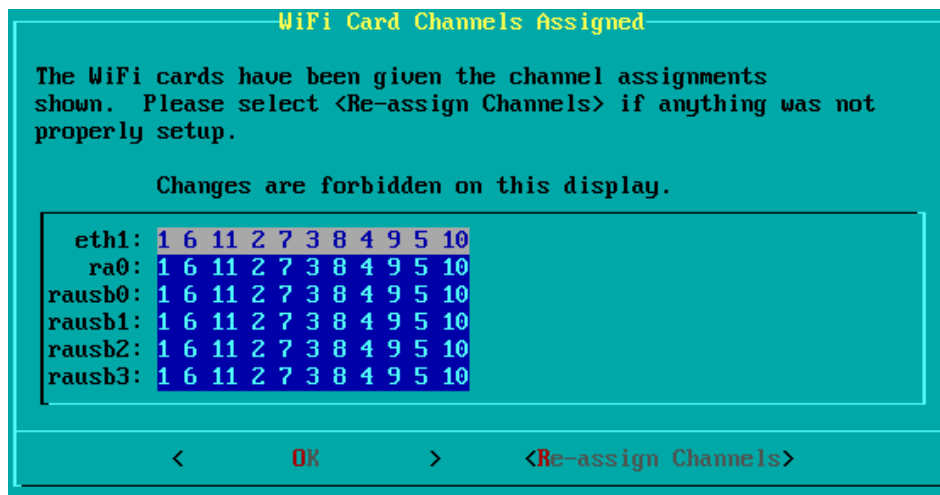 WiFi Card Channels Assigned
The WiFi cards have been given the channel assignments
shown.  Please select <Re-assign Channels> if anything was not
properly setup.
Changes are forbidden on this display.
eth1: 1 6 11 2 7 3 8 4 9 5 10
ra0: 1 6 11 2 7 3 8 4 9 5 10
rausb0: 1 6 11 2 7 3 8 4 9 5 10
rausb1: 1 6 11 2 7 3 8 4 9 5 10
rausb2: 1 6 11 2 7 3 8 4 9 5 10
rausb3: 1 6 11 2 7 3 8 4 9 5 10
<        OK        >        <Re-assign Channels>